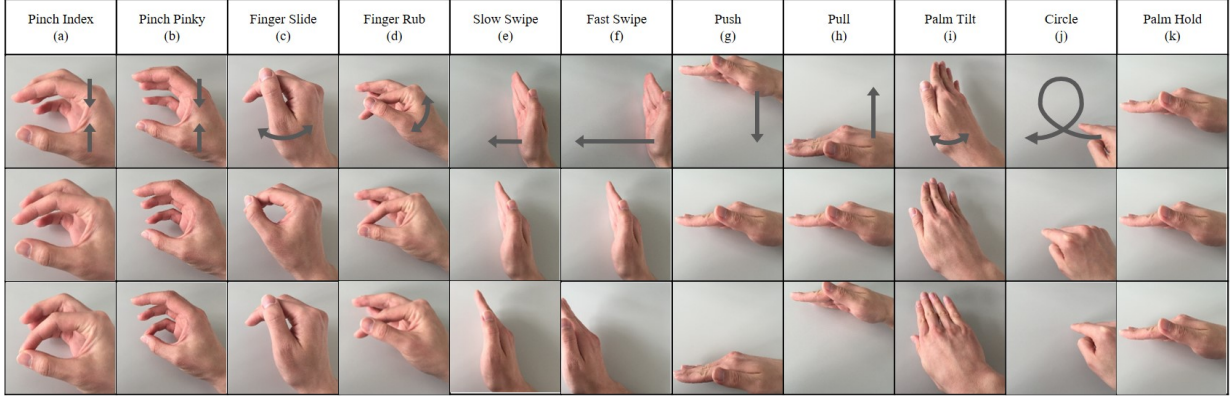 Pinch Index
(a)
Pinch Pinky
(b)
Finger Slide
(c)
Finger Rub
(d)
Slow Swipe
(e)
Fast Swipe
(f)
Push
(g)
Pull
(h)
Palm Tilt
(i)
Circle
(j)
Palm Hold
(k)